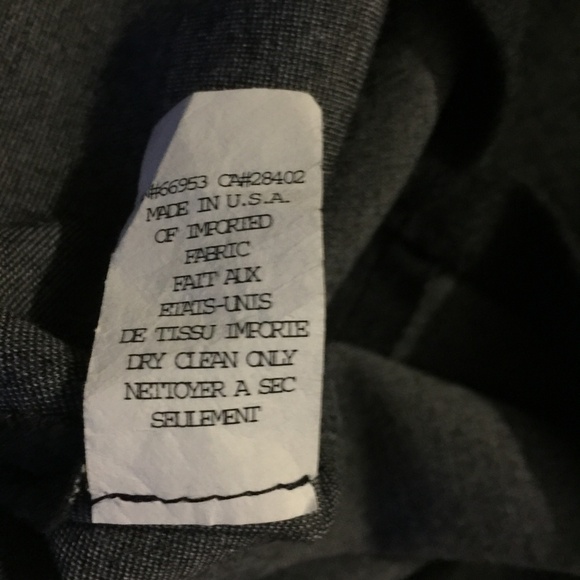 #66953 CA#28402
MADE IN U.S.A.
OF IMPORTED
FABRIC
FAIT AUX
ETATS-UNIS
DE TISSU IMPORTE
DRY CLEAN ONLY
NETTOYER A SEC
SEULEMENT